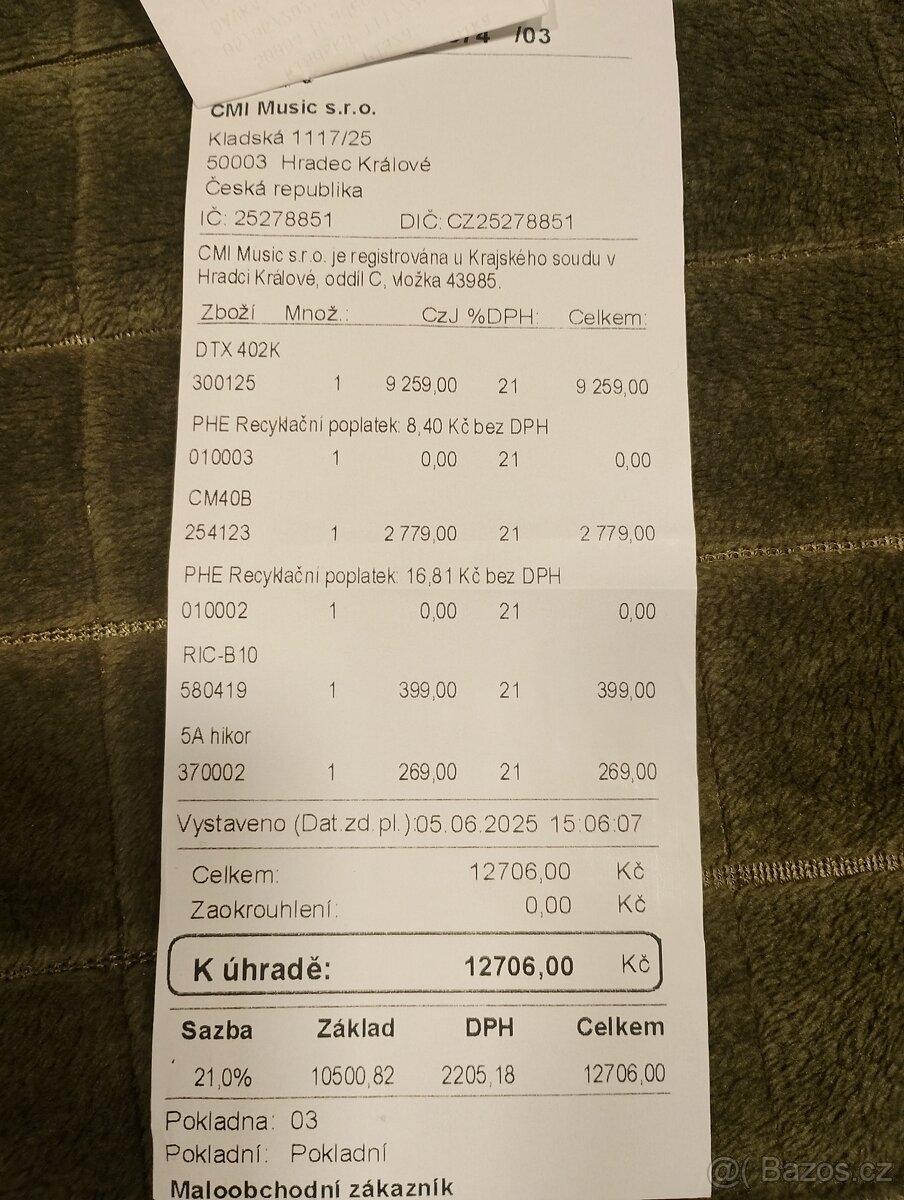 /03
CMI Music s.r.o.
Kladská 1117/25
50003 Hradec Králové
Česká republika
IČ: 25278851 DIČ: CZ25278851
CMI Music s.r.o. je registrována u Krajského soudu v
Hradci Králové, oddíl C, vložka 43985.
Zboží Množ.: CzJ %DPH: Celkem:
DTX 402K
300125 1 9 259,00 21 9 259,00
PHE Recyklační poplatek: 8,40 Kč bez DPH
010003 1 0,00 21 0,00
CM40B
254123 1 2 779,00 21 2 779,00
PHE Recyklační poplatek: 16,81 Kč bez DPH
010002 1 0,00 21 0,00
RIC-B10
580419 1 399,00 21 399,00
5A hikor
370002 1 269,00 21 269,00
Vystaveno (Dat.zd.pl.):05.06.2025 15:06:07
Celkem: 12706,00 Kč
Zaokrouhlení: 0,00 Kč
K úhradě: 12706,00 Kč
Sazba Základ DPH Celkem
21,0% 10500,82 2205,18 12706,00
Pokladna: 03
Pokladní: Pokladní
Maloobchodní zákazník
@( Bazos.cz